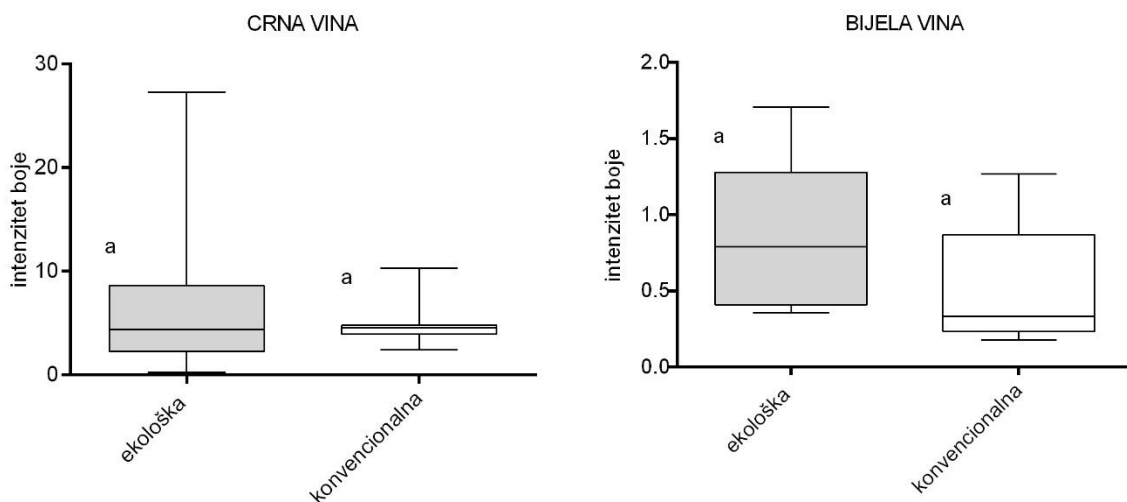 CRNA VINA
intenzitet boje
30
20
10
0
a
a
ekološka
konvencionalna
BIJELA VINA
intenzitet boje
2.0
1.5
1.0
0.5
0.0
a
a
ekološka
konvencionalna